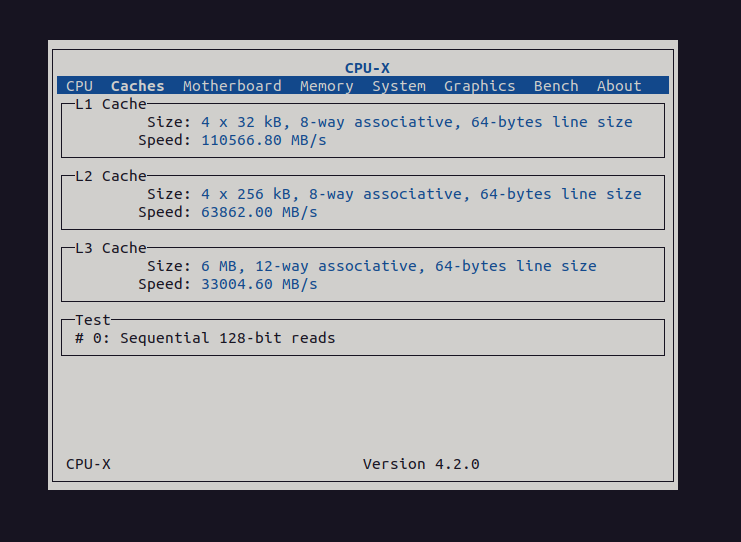 CPU-X
CPU Caches Motherboard Memory System Graphics Bench About
L1 Cache
Size: 4 x 32 kB, 8-way associative, 64-bytes line size
Speed: 110566.80 MB/s
L2 Cache
Size: 4 x 256 kB, 8-way associative, 64-bytes line size
Speed: 63862.00 MB/s
L3 Cache
Size: 6 MB, 12-way associative, 64-bytes line size
Speed: 33004.60 MB/s
Test
# 0: Sequential 128-bit reads
CPU-X Version 4.2.0